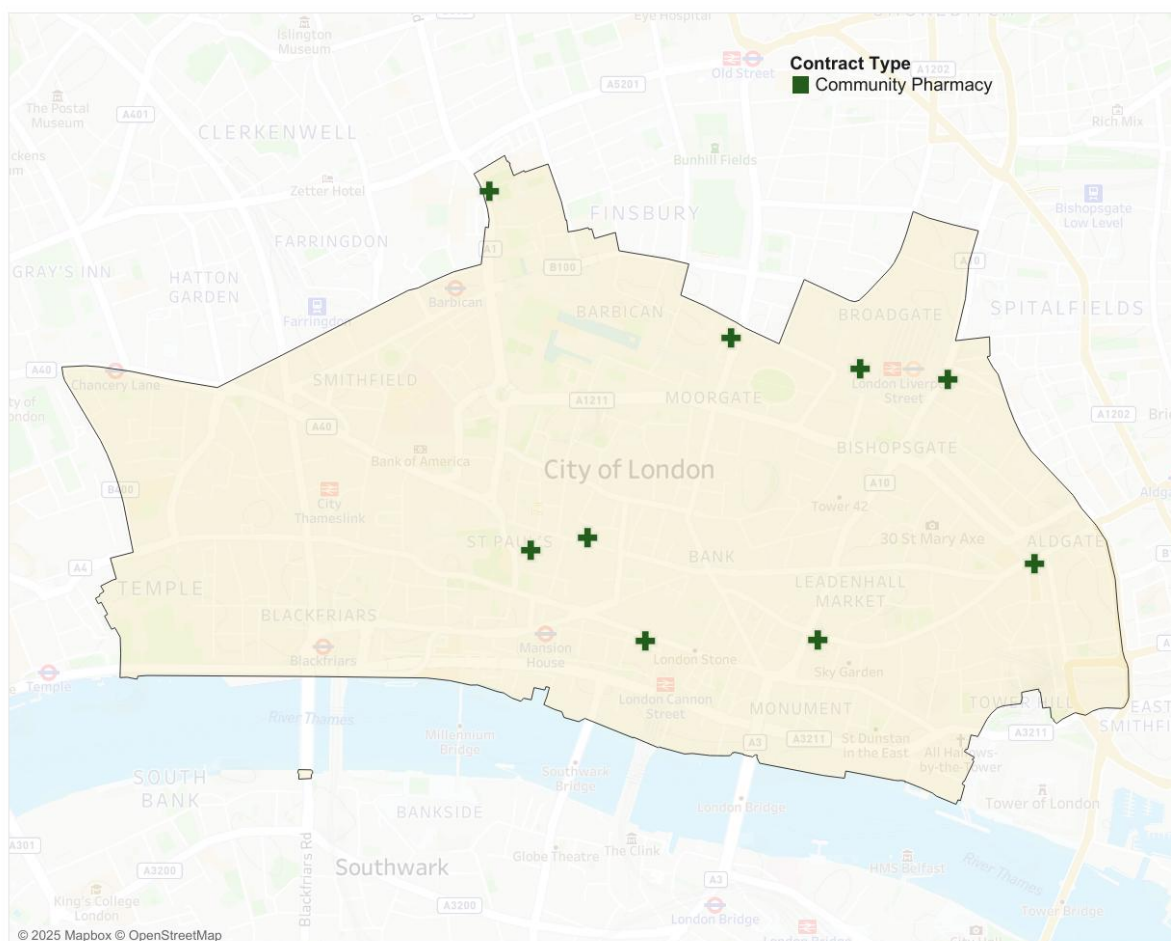 Islington
Museum
Eye Hospital
Contract Type
Community Pharmacy
Old Street
A1202
A5201
The Postal
Museum
A401
CLERKENWELL
Rich Mix
Bunhill Fields
Zetter Hotel
FINSBURY
Bishopsgate
Low Level
FARRINGDON
A1
GRAY'S INN
HATTON
GARDEN
B100
Barbican
BARBICAN
BROADGATE
SPITALFIELDS
Chancery Lane
A40
SMITHFIELD
London Liverp
Street
MOORGATE
A1211
A1202
A40
Bank of America
BISHOPSGATE
City of London
B400
City
Thameslink
A10
Tower 42
30 St Mary Axe
ALDGATE
ST PAUL'S
BANK
A4
TEMPLE
LEADENHALL
MARKET
BLACKFRIARS
Mansion
House
Blackfriars
London Stone
Sky Garden
Temple
London Cannon
Street
MONUMENT
TOWER HILL
River Thames
Millennium
Bridge
A3
A3211
St Dunstan
in the East
A3211
All Hallows-
by-the-Tower
SOUTH
BANK
Southwark
Bridge
London Bridge
Tower of London
BANKSIDE
A301
Blackfriars Rd
Globe Theatre
The Clink
Southwark
HMS Belfast
River Thames
A3200
A3
King's College
London
A3200
London Bridge
Tower Bridge
© 2025 Mapbox © OpenStreetMap